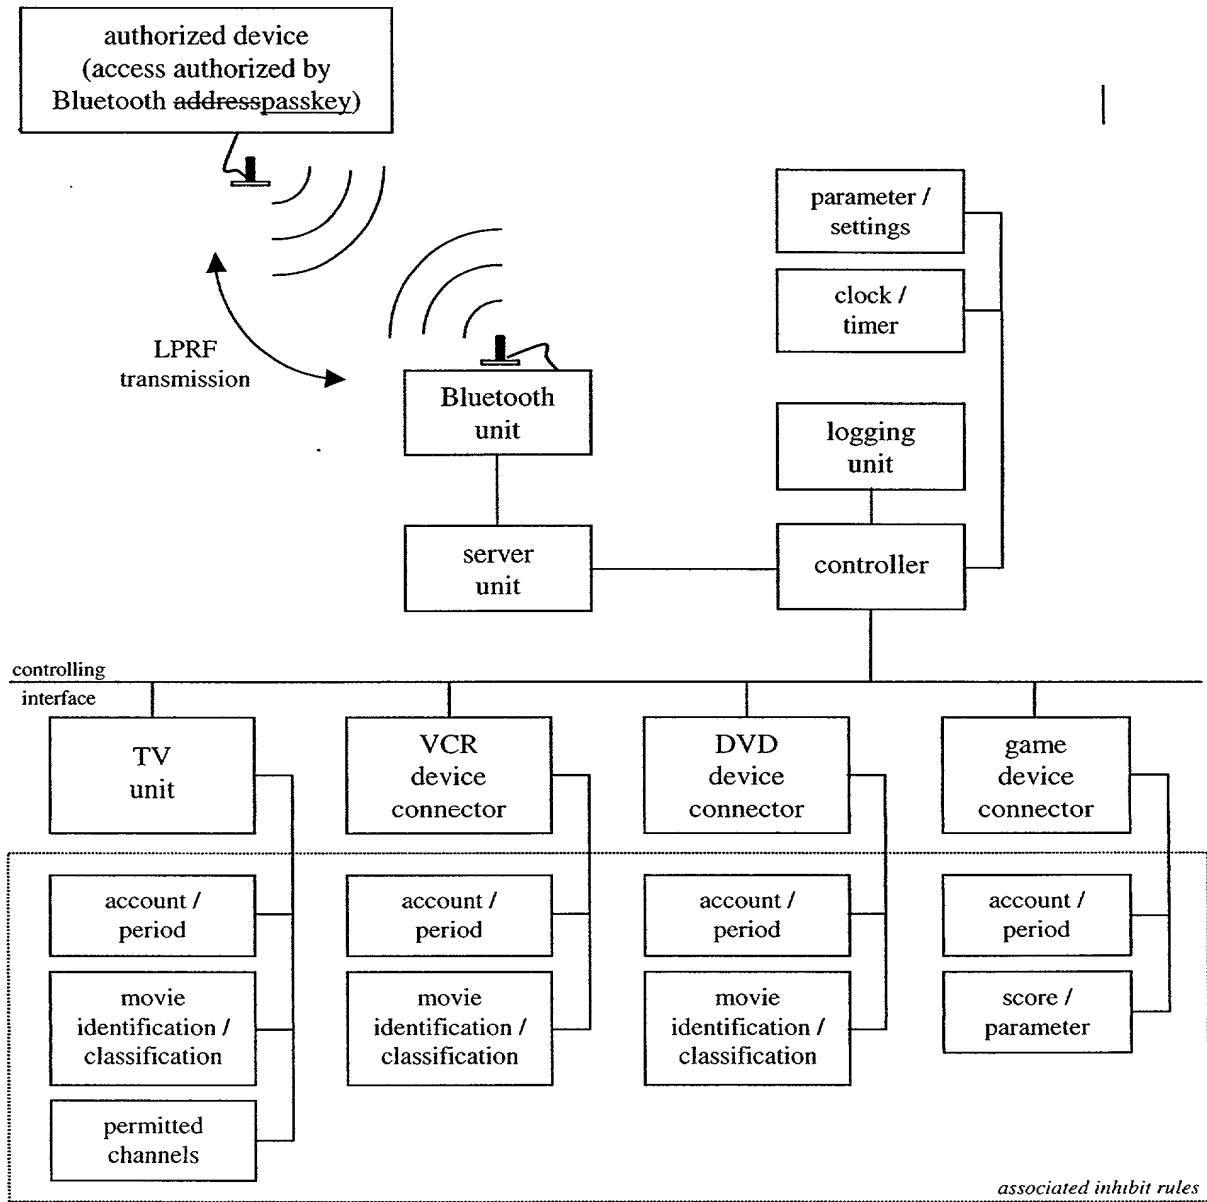 authorized device
(access authorized by
Bluetooth addresspasskey)
parameter /
settings
clock /
timer
LPRF
transmission
Bluetooth
unit
logging
unit
server
unit
controller
controlling
interface
TV
unit
VCR
device
connector
DVD
device
connector
game
device
connector
account /
period
account /
period
account /
period
account /
period
movie
identification /
classification
movie
identification /
classification
movie
identification /
classification
score /
parameter
permitted
channels
associated inhibit rules